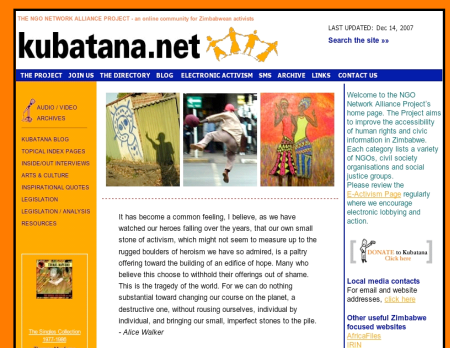 THE NGO NETWORK ALLIANCE PROJECT - an online community for Zimbabwean activists
kubatana.net
LAST UPDATED: Dec 14, 2007
Search the site »»
THE PROJECT JOIN US THE DIRECTORY BLOG ELECTRONIC ACTIVISM SMS ARCHIVE LINKS CONTACT US
AUDIO / VIDEO
ARCHIVES
KUBATANA BLOG
TOPICAL INDEX PAGES
INSIDE/OUT INTERVIEWS
ARTS & CULTURE
INSPIRATIONAL QUOTES
LEGISLATION
LEGISLATION / ANALYSIS
RESOURCES
The Singles Collection
1977-1986
It has become a common feeling, I believe, as we have
watched our heroes falling over the years, that our own small
stone of activism, which might not seem to measure up to the
rugged boulders of heroism we have so admired, is a paltry
offering toward the building of an edifice of hope. Many who
believe this choose to withhold their offerings out of shame.
This is the tragedy of the world. For we can do nothing
substantial toward changing our course on the planet, a
destructive one, without rousing ourselves, individual by
individual, and bringing our small, imperfect stones to the pile.
- Alice Walker
Welcome to the NGO
Network Alliance Project's
home page. The Project aims
to improve the accessibility
of human rights and civic
information in Zimbabwe.
Each category lists a variety
of NGOs, civil society
organisations and social
justice groups.
Please review the
E-Activism Page regularly
where we encourage
electronic lobbying and
action.
DONATE to Kubatana
Click here
Local media contacts
For email and website
addresses, click here
Other useful Zimbabwe
focused websites
AfricaFiles
IRIN